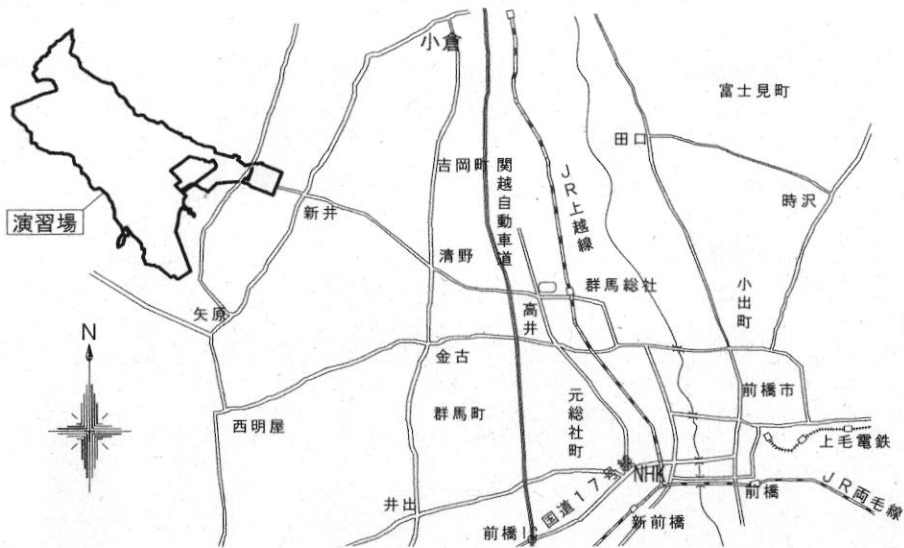 小倉
富士見町
田口
吉岡町
関越自動車道
JR上越線
新井
時沢
演習場
清野
群馬総社
小出町
矢原
高井
N
金古
前橋市
西明屋
群馬町
元総社町
上毛電鉄
NHK
国道17号線
前橋
JR両毛線
井出
新前橋
前橋IC